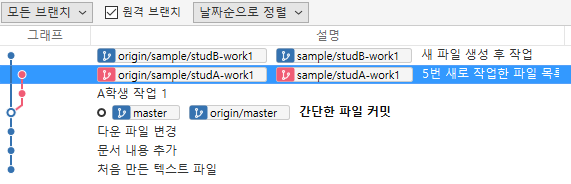 모든 브랜치 원격 브랜치 날짜순으로 정렬
그래프 설명
origin/sample/studB-work1 sample/studB-work1 새 파일 생성 후 작업
origin/sample/studA-work1 sample/studA-work1 5번 새로 작업한 파일 목록
A학생 작업 1
master origin/master 간단한 파일 커밋
다운 파일 변경
문서 내용 추가
처음 만든 텍스트 파일